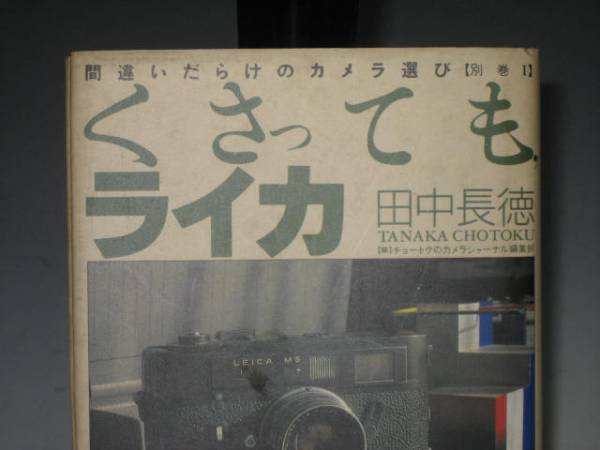 間違いだらけのカメラ選び【別巻1】
くさっても,
ライカ
田中長徳
TANAKA CHOTOKU
【株】チョートクのカメラジャーナル編集部
LEICA M5